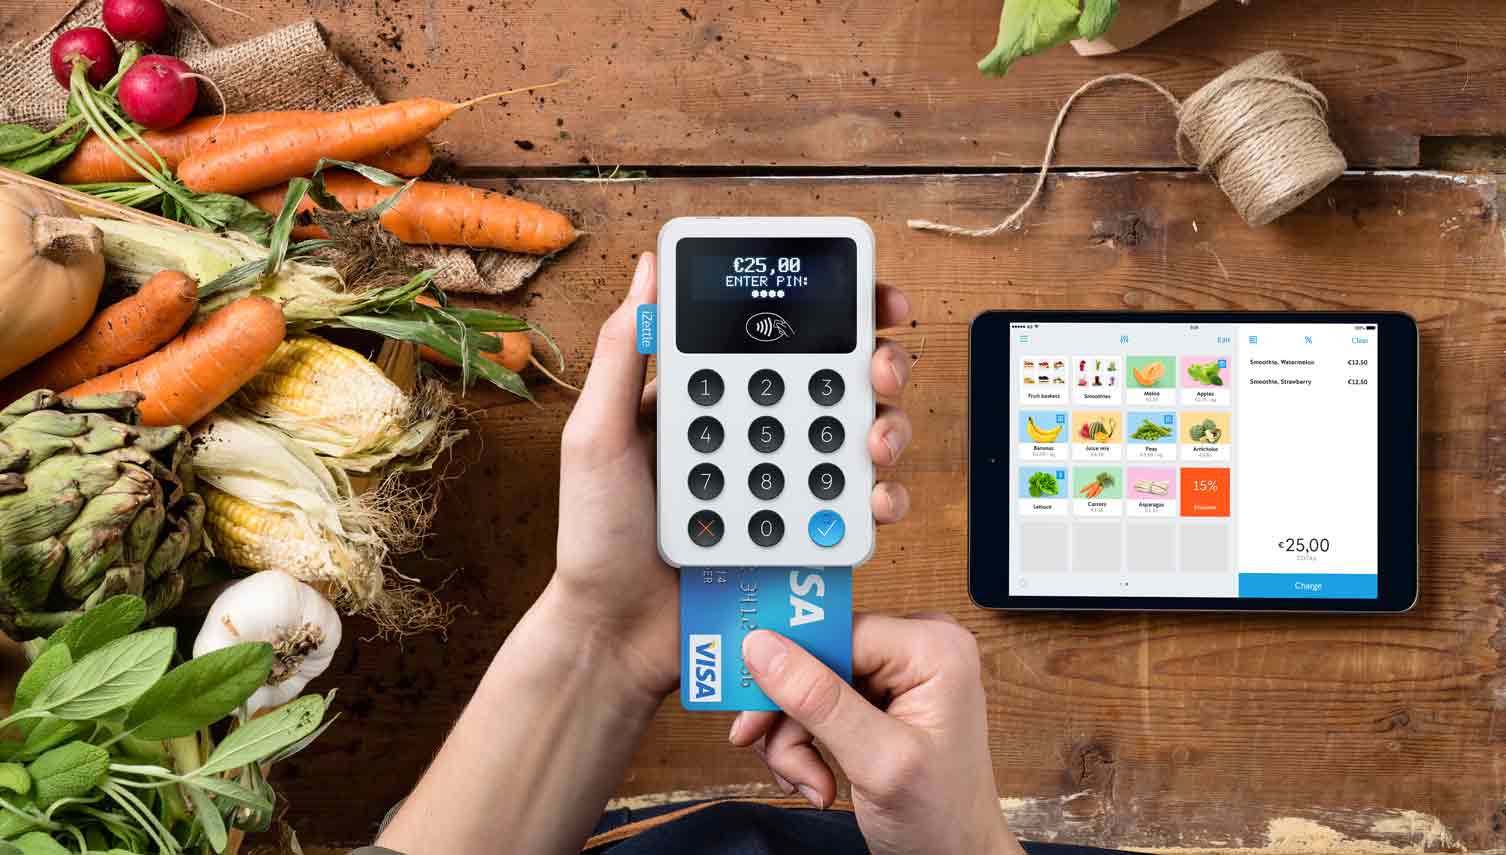 €25,00
ENTER PIN:
iZettle
1 2 3
4 5 6
7 8 9
0
VISA
VISA
Edit
Clear
Fruit baskets
Smoothies
Melon
Apples
Bananas
Juice mix
Peas
Artichoke
Lettuce
Carrots
Asparagus
15%
Smoothie, Watermelon €12,50
Smoothie, Strawberry €12,50
€25,00
TOTAL
Charge